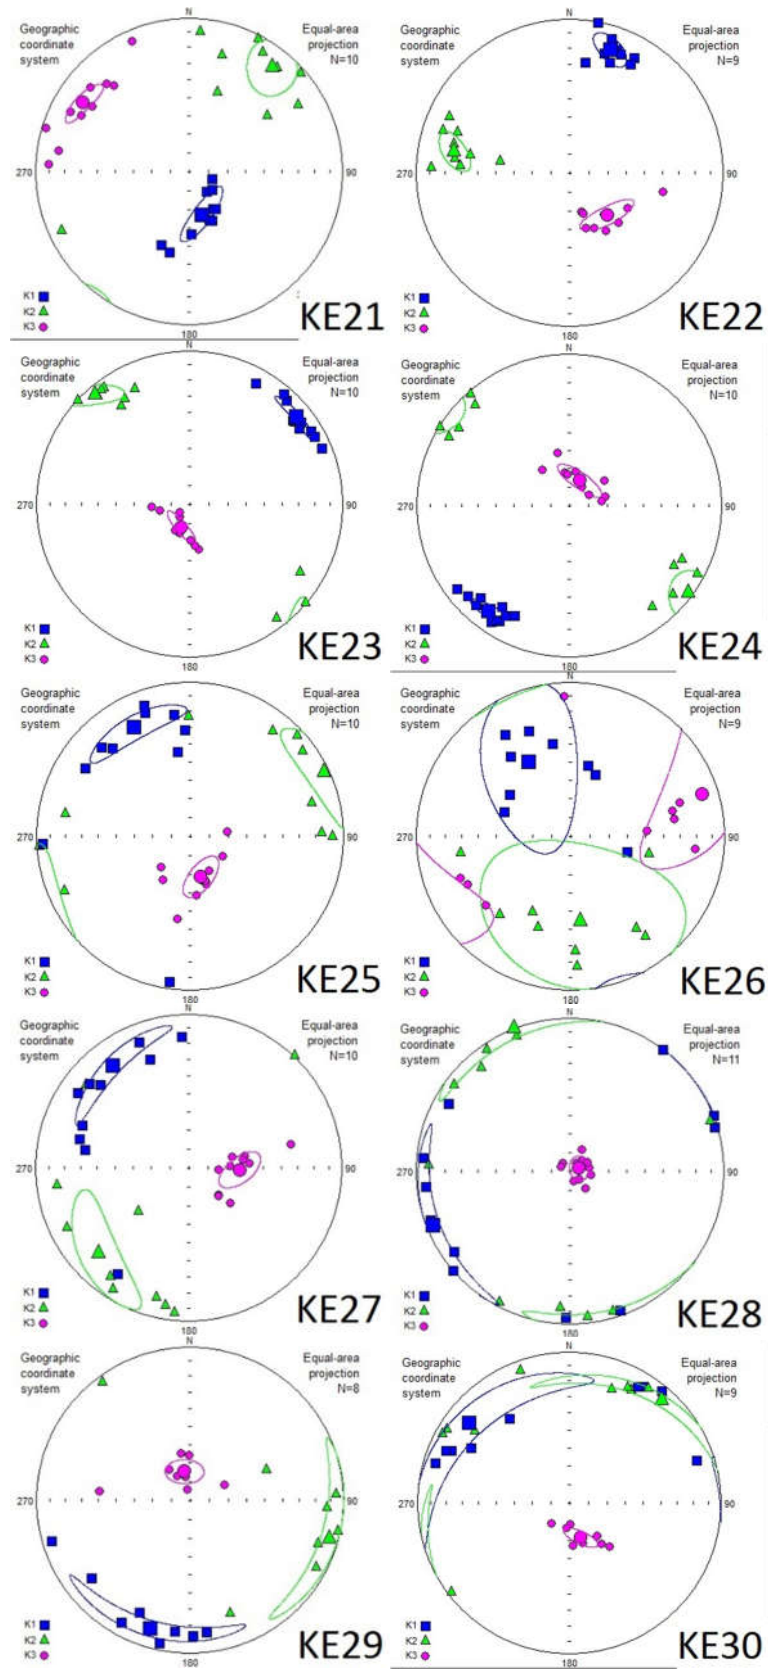 Geographic
coordinate
system
N
Equal-area
projection
N=10
270
90
K1
K2
K3
180
KE21
Geographic
coordinate
system
N
Equal-area
projection
N=9
270
90
K1
K2
K3
180
KE22
Geographic
coordinate
system
N
Equal-area
projection
N=10
270
90
K1
K2
K3
180
KE23
Geographic
coordinate
system
N
Equal-area
projection
N=10
270
90
K1
K2
K3
180
KE24
Geographic
coordinate
system
N
Equal-area
projection
N=10
270
90
K1
K2
K3
180
KE25
Geographic
coordinate
system
N
Equal-area
projection
N=9
270
90
K1
K2
K3
180
KE26
Geographic
coordinate
system
N
Equal-area
projection
N=10
270
90
K1
K2
K3
180
KE27
Geographic
coordinate
system
N
Equal-area
projection
N=11
270
90
K1
K2
K3
180
KE28
Geographic
coordinate
system
N
Equal-area
projection
N=8
270
90
K1
K2
K3
180
KE29
Geographic
coordinate
system
N
Equal-area
projection
N=9
270
90
K1
K2
K3
180
KE30